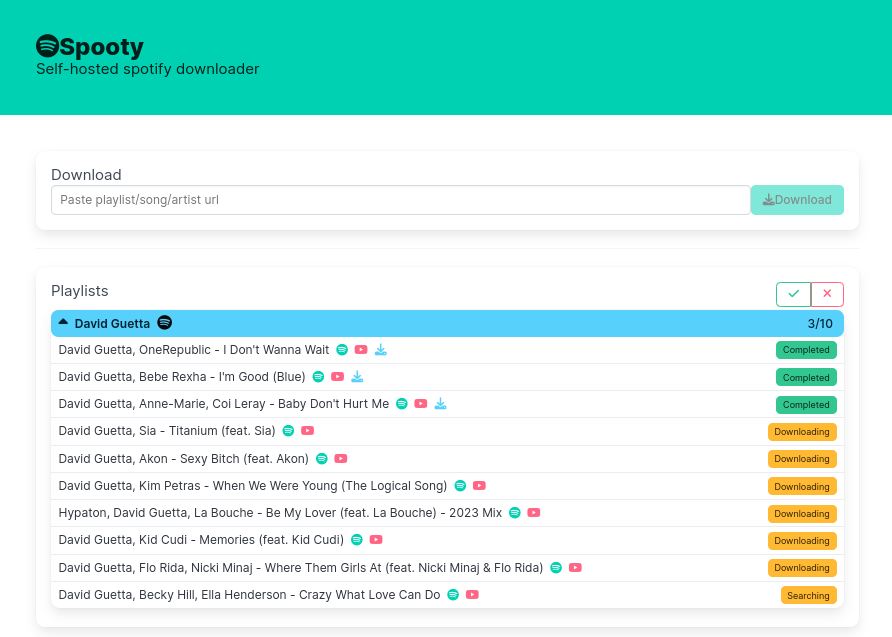 Spooty
Self-hosted spotify downloader
Download
Paste playlist/song/artist url
Download
Playlists
David Guetta 3/10
David Guetta, OneRepublic - I Don't Wanna Wait Completed
David Guetta, Bebe Rexha - I'm Good (Blue) Completed
David Guetta, Anne-Marie, Coi Leray - Baby Don't Hurt Me Completed
David Guetta, Sia - Titanium (feat. Sia) Downloading
David Guetta, Akon - Sexy Bitch (feat. Akon) Downloading
David Guetta, Kim Petras - When We Were Young (The Logical Song) Downloading
Hypaton, David Guetta, La Bouche - Be My Lover (feat. La Bouche) - 2023 Mix Downloading
David Guetta, Kid Cudi - Memories (feat. Kid Cudi) Downloading
David Guetta, Flo Rida, Nicki Minaj - Where Them Girls At (feat. Nicki Minaj & Flo Rida) Downloading
David Guetta, Becky Hill, Ella Henderson - Crazy What Love Can Do Searching